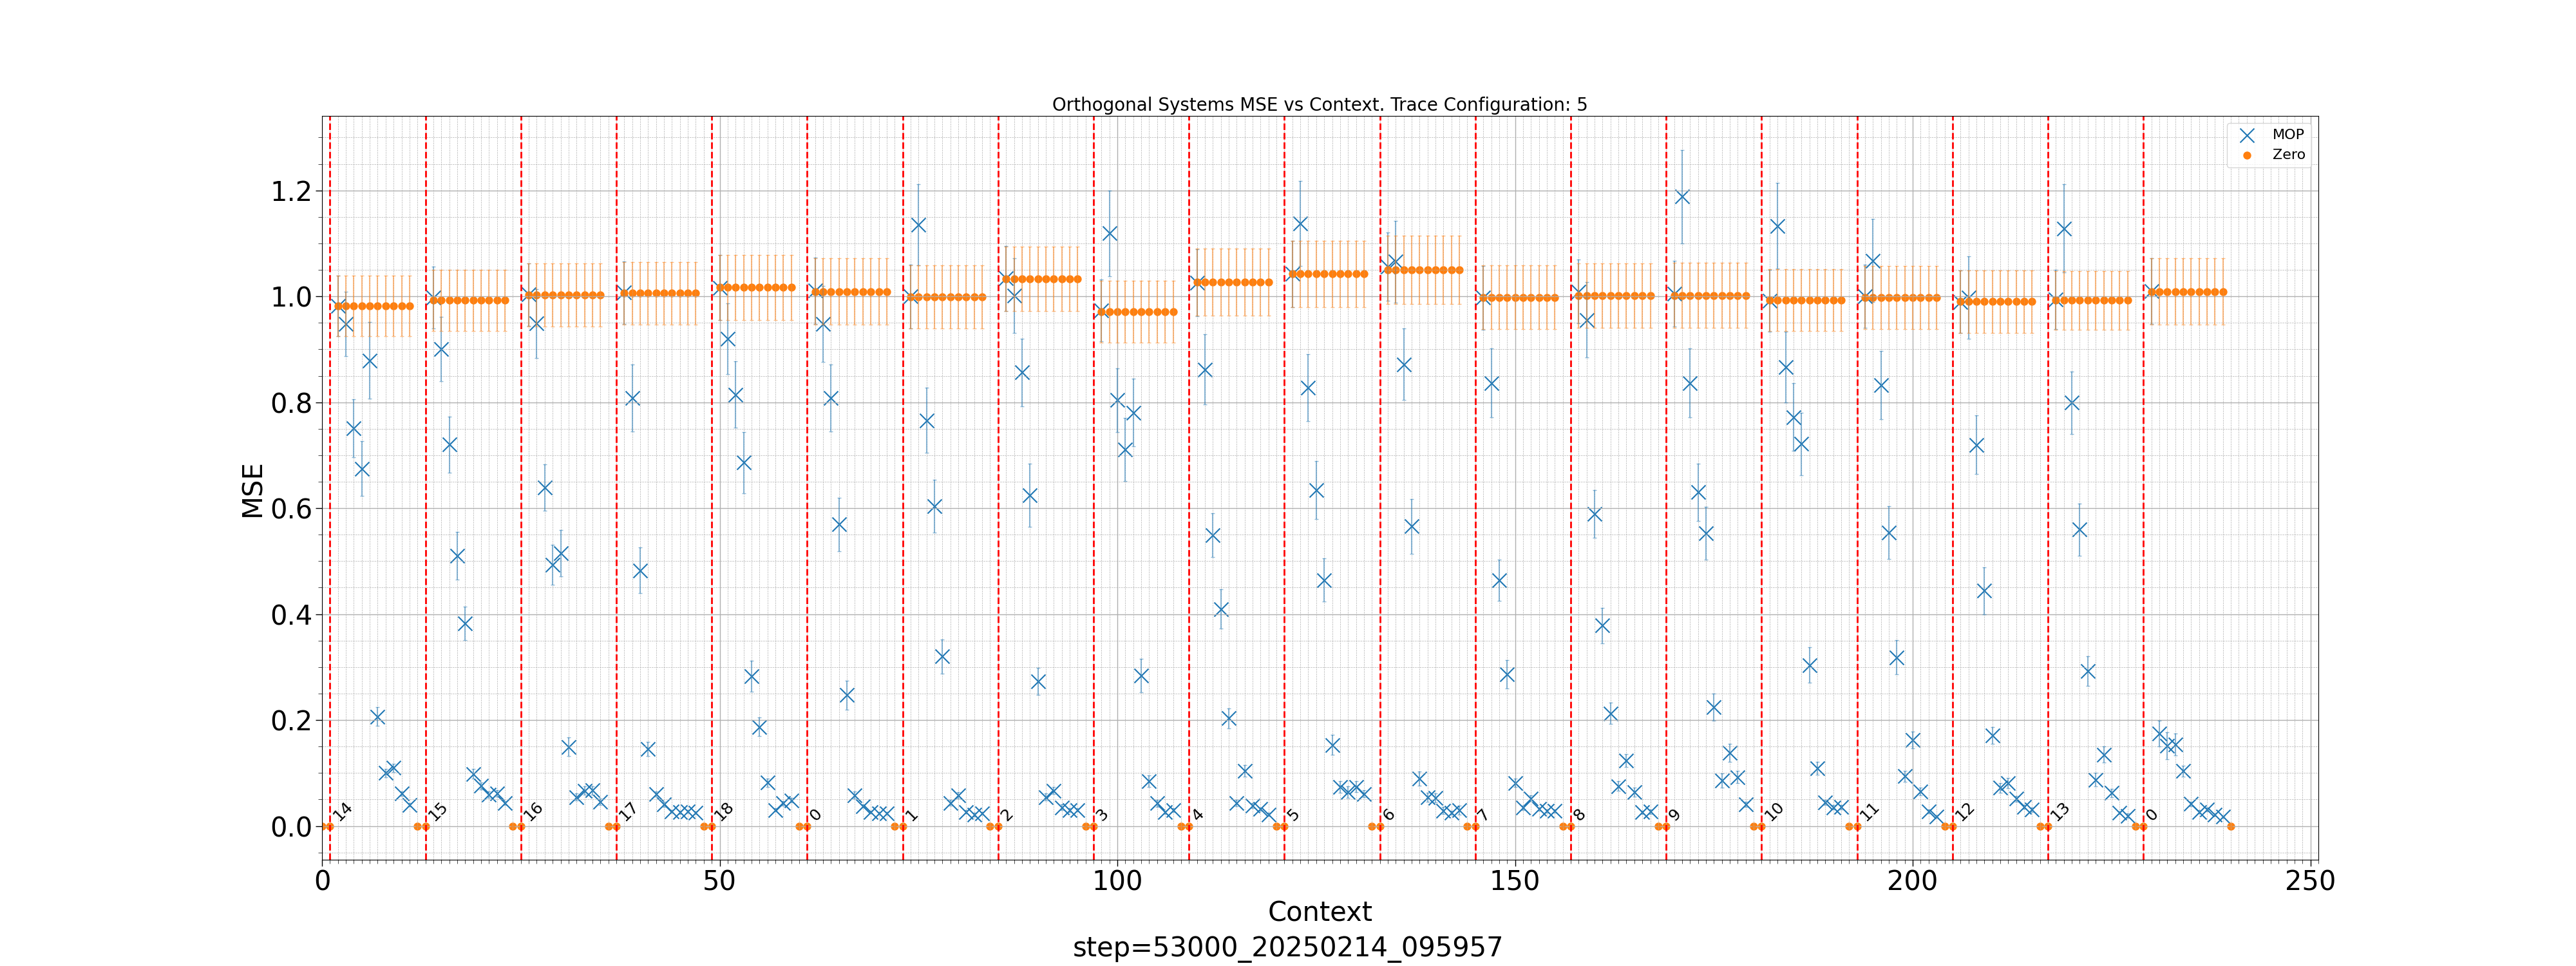 Orthogonal Systems MSE vs Context. Trace Configuration: 5
MOP
Zero
1.2
1.0
0.8
0.6
0.4
0.2
0.0
MSE
14 15 16 17 18 0 1 2 3 4 5 6 7 8 9 10 11 12 13 0
0 50 100 150 200 250
Context
step=53000_20250214_095957